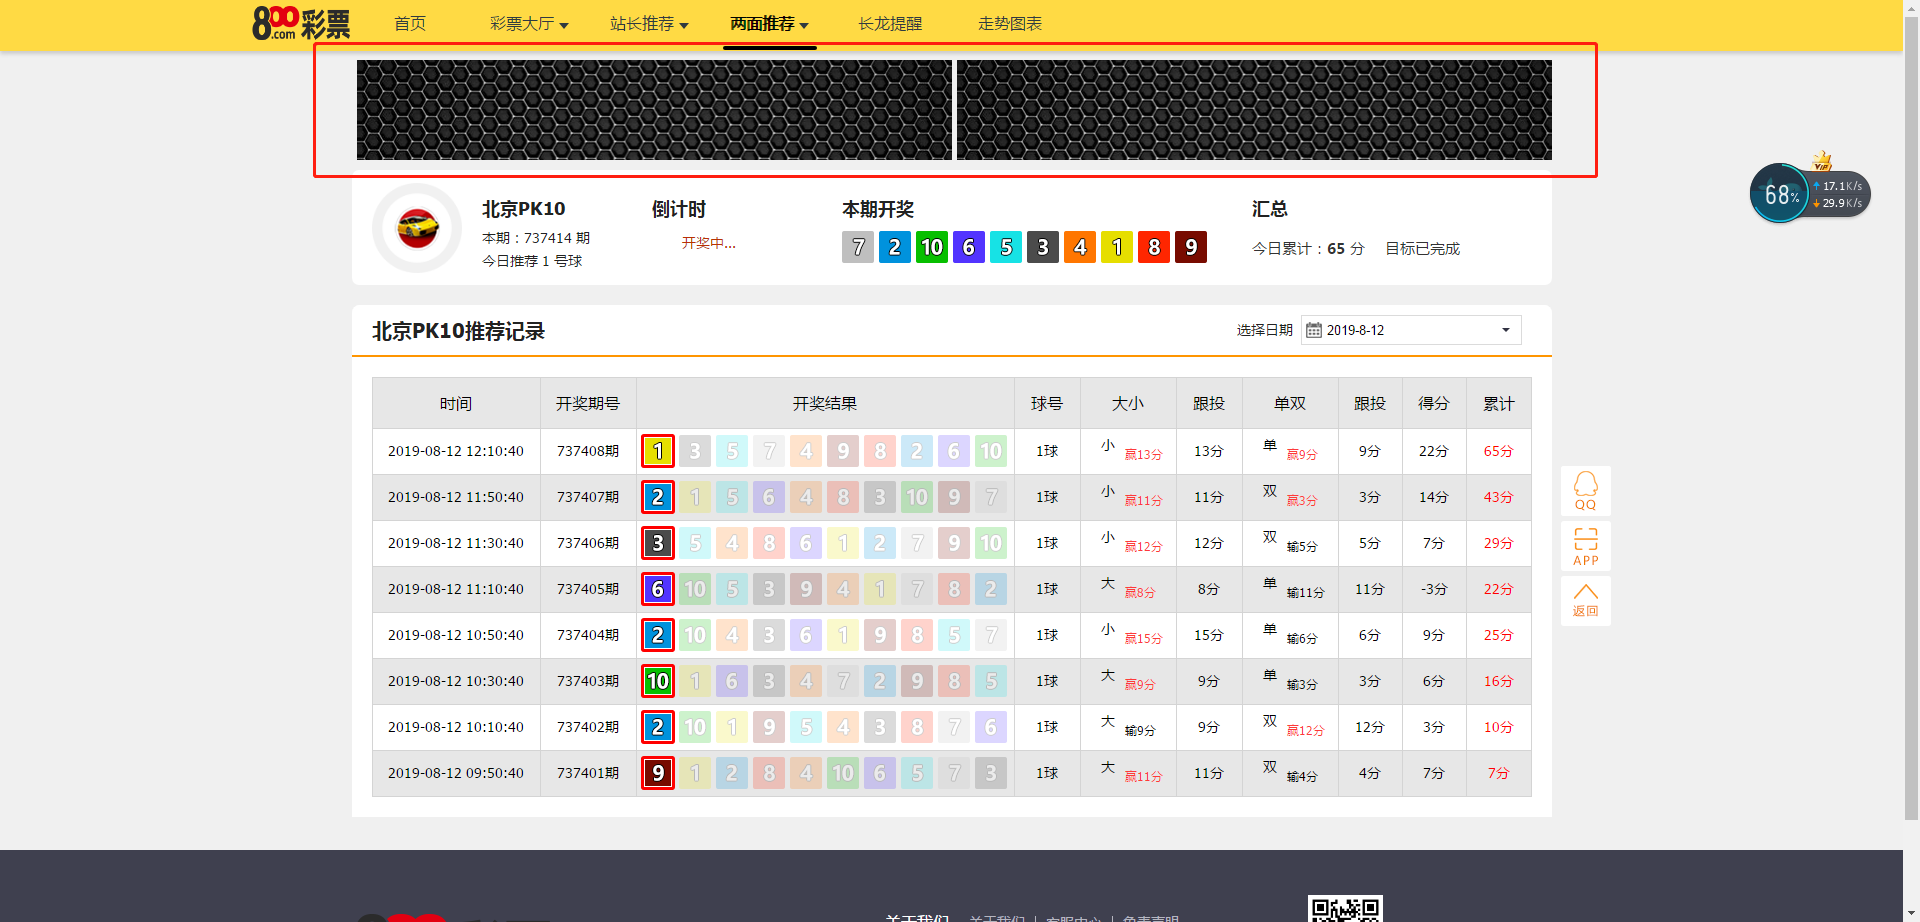 800彩票 .com
首页 彩票大厅 站长推荐 两面推荐 长龙提醒 走势图表
VIP
68% 17.1K/s
29.9K/s
北京PK10 倒计时 本期开奖 汇总
本期：737414 期
开奖中...
7 2 10 6 5 3 4 1 8 9
今日累计：65 分 目标已完成
今日推荐 1 号球
北京PK10推荐记录 选择日期 2019-8-12
时间 开奖期号 开奖结果 球号 大小 跟投 单双 跟投 得分 累计
2019-08-12 12:10:40 737408期 1 3 5 7 4 9 8 2 6 10 1球 小 赢13分 13分 单 赢9分 9分 22分 65分
2019-08-12 11:50:40 737407期 2 1 5 6 4 8 3 10 9 7 1球 小 赢11分 11分 双 赢3分 3分 14分 43分
2019-08-12 11:30:40 737406期 3 5 4 8 6 1 2 7 9 10 1球 小 赢12分 12分 双 输5分 5分 7分 29分
2019-08-12 11:10:40 737405期 6 10 5 3 9 4 1 7 8 2 1球 大 赢8分 8分 单 输11分 11分 -3分 22分
2019-08-12 10:50:40 737404期 2 10 4 3 6 1 9 8 5 7 1球 小 赢15分 15分 单 输6分 6分 9分 25分
2019-08-12 10:30:40 737403期 10 1 6 3 4 7 2 9 8 5 1球 大 赢9分 9分 单 输3分 3分 6分 16分
2019-08-12 10:10:40 737402期 2 10 1 9 5 4 3 8 7 6 1球 大 输9分 9分 双 赢12分 12分 3分 10分
2019-08-12 09:50:40 737401期 9 1 2 8 4 10 6 5 7 3 1球 大 赢11分 11分 双 输4分 4分 7分 7分
QQ
APP
返回
关于我们 关于我们 | 客服中心 | 免责声明